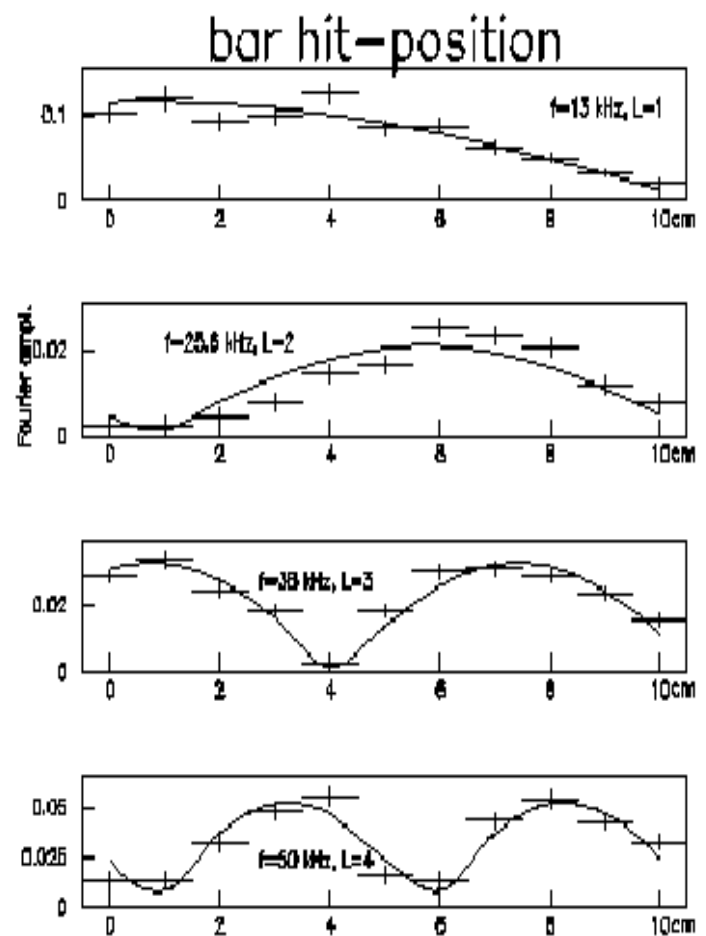 bar hit-position
0.1
f=13 kHz, L=1
0
0 2 4 6 8 10cm
Fourier ampl.
f=25.6 kHz, L=2
0.02
0
0 2 4 6 8 10cm
f=38 kHz, L=3
0.02
0
0 2 4 6 8 10cm
0.05
0.025
f=50 kHz, L=4
0
0 2 4 6 8 10cm